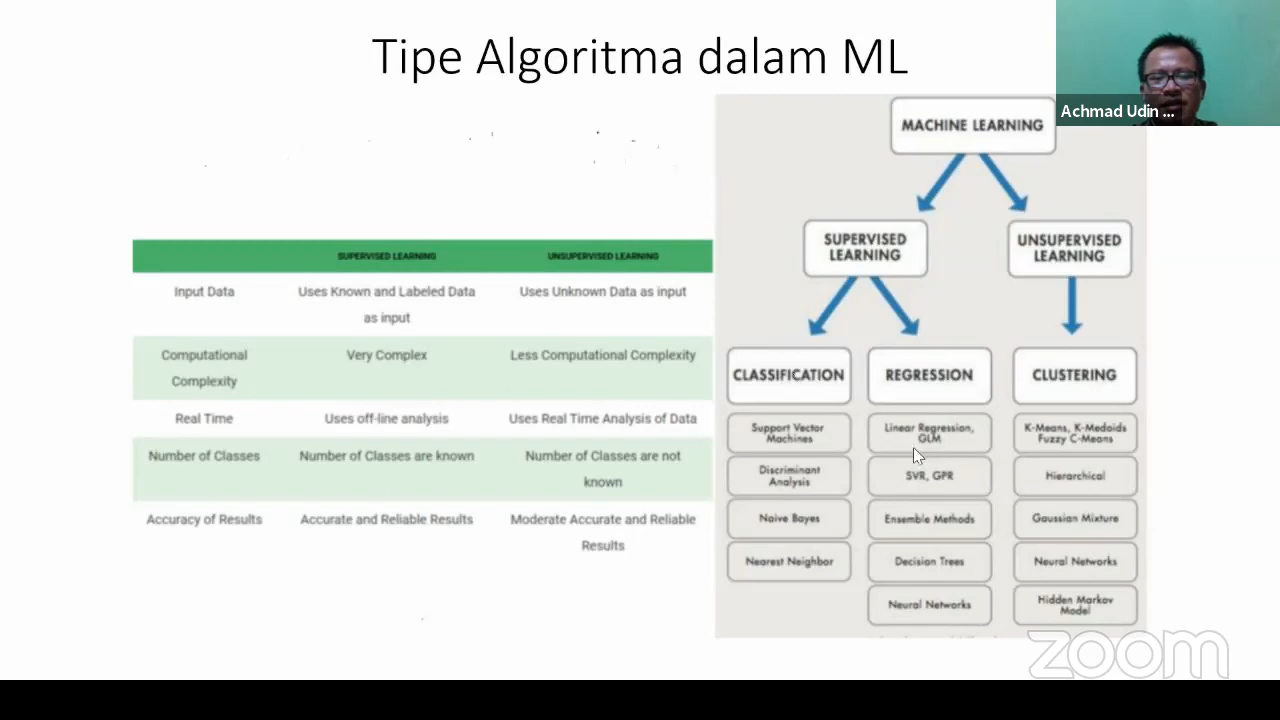 Tipe Algoritma dalam ML
Achmad Udin ...
SUPERVISED LEARNING UNSUPERVISED LEARNING
Input Data Uses Known and Labeled Data Uses Unknown Data as input
as input
Computational Very Complex Less Computational Complexity
Complexity
Real Time Uses off-line analysis Uses Real Time Analysis of Data
Number of Classes Number of Classes are known Number of Classes are not
known
Accuracy of Results Accurate and Reliable Results Moderate Accurate and Reliable
Results
MACHINE LEARNING
SUPERVISED
LEARNING
UNSUPERVISED
LEARNING
CLASSIFICATION
Support Vector
Machines
Discriminant
Analysis
Naive Bayes
Nearest Neighbor
REGRESSION
Linear Regression,
GLM
SVR, GPR
Ensemble Methods
Decision Trees
Neural Networks
CLUSTERING
K-Means, K-Medoids
Fuzzy C-Means
Hierarchical
Gaussian Mixture
Neural Networks
Hidden Markov
Model
zoom